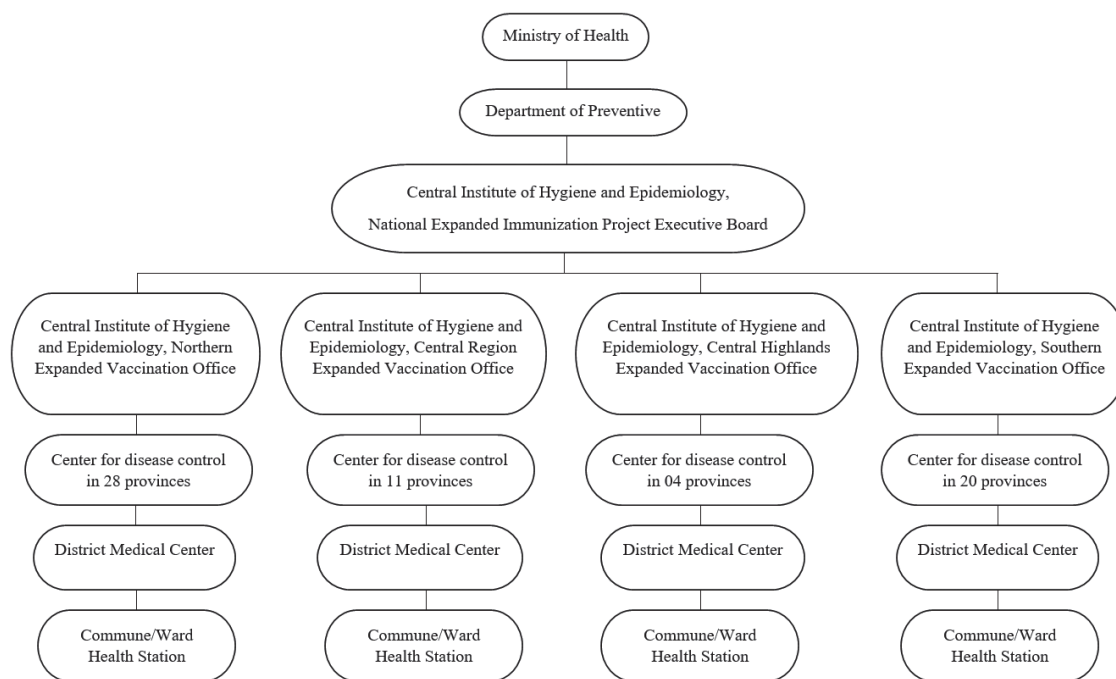 Ministry of Health
Department of Preventive
Central Institute of Hygiene and Epidemiology,
National Expanded Immunization Project Executive Board
Central Institute of Hygiene
and Epidemiology, Northern
Expanded Vaccination Office
Central Institute of Hygiene and
Epidemiology, Central Region
Expanded Vaccination Office
Central Institute of Hygiene and
Epidemiology, Central Highlands
Expanded Vaccination Office
Central Institute of Hygiene
and Epidemiology, Southern
Expanded Vaccination Office
Center for disease control
in 28 provinces
Center for disease control
in 11 provinces
Center for disease control
in 04 provinces
Center for disease control
in 20 provinces
District Medical Center
District Medical Center
District Medical Center
District Medical Center
Commune/Ward
Health Station
Commune/Ward
Health Station
Commune/Ward
Health Station
Commune/Ward
Health Station